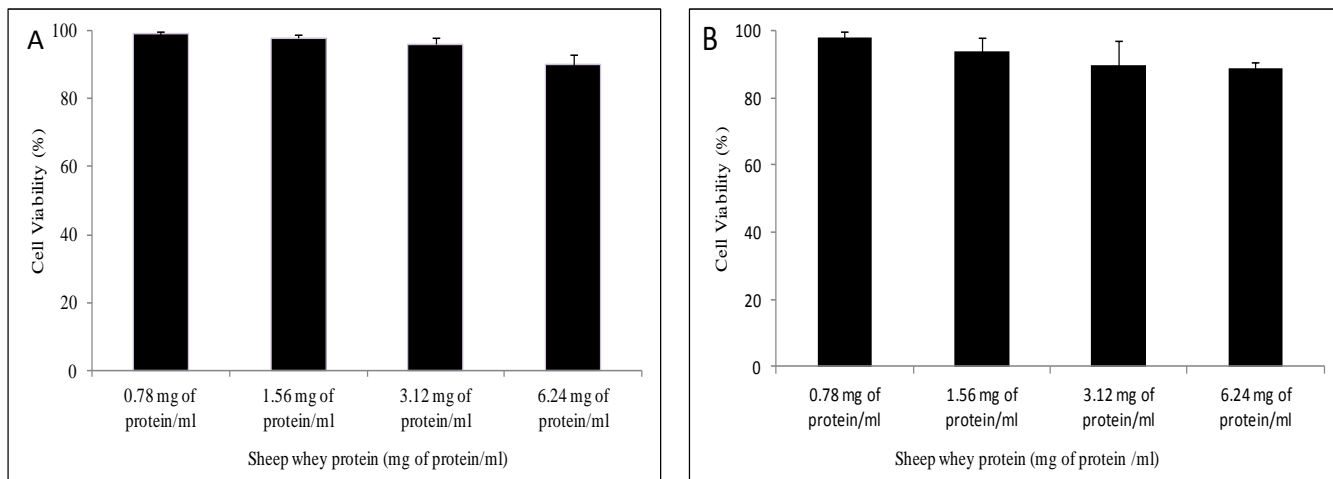 A
100
80
60
40
20
0
Cell Viability (%)
0.78 mg of
protein/ml
1.56 mg of
protein/ml
3.12 mg of
protein/ml
6.24 mg of
protein/ml
Sheep whey protein (mg of protein/ml)
B
100
80
60
40
20
0
Cell Viability (%)
0.78 mg of
protein/ml
1.56 mg of
protein/ml
3.12 mg of
protein/ml
6.24 mg of
protein/ml
Sheep whey protein (mg of protein /ml)